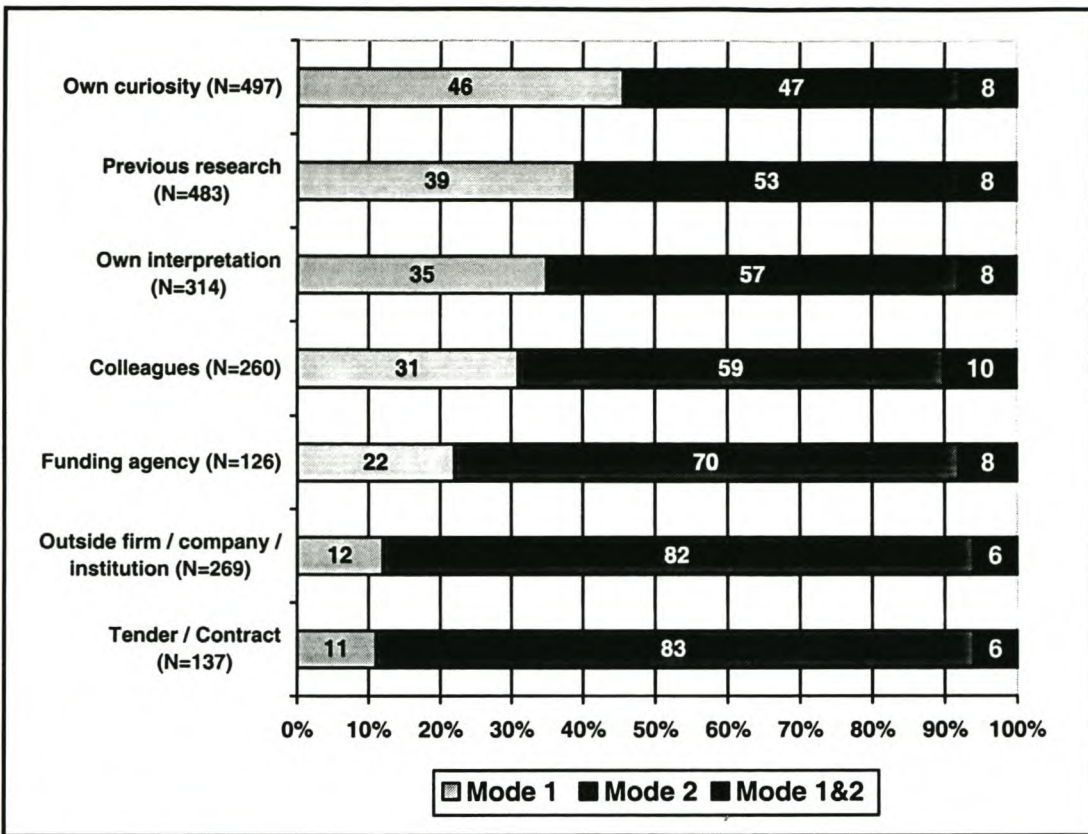 Own curiosity (N=497)
46 47 8
Previous research
(N=483)
39 53 8
Own interpretation
(N=314)
35 57 8
Colleagues (N=260)
31 59 10
Funding agency (N=126)
22 70 8
Outside firm / company /
institution (N=269)
12 82 6
Tender / Contract
(N=137)
11 83 6
0% 10% 20% 30% 40% 50% 60% 70% 80% 90% 100%
Mode 1 Mode 2 Mode 1&2